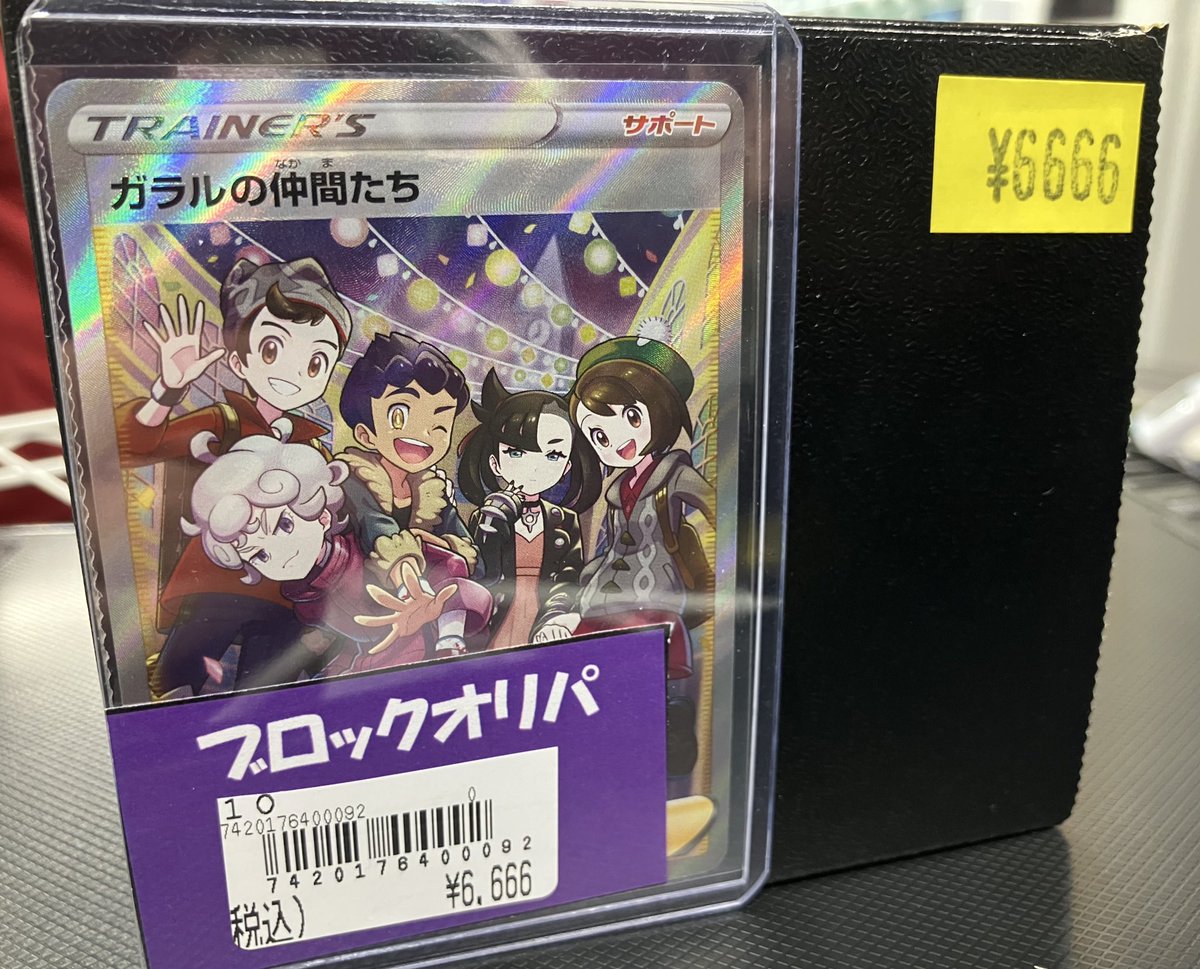 TRAINER'S サポート
なかま
ガラルの仲間たち
¥6666
ブロックオリパ
10
7420176400092 0
7420176400092
¥6,666
税込)